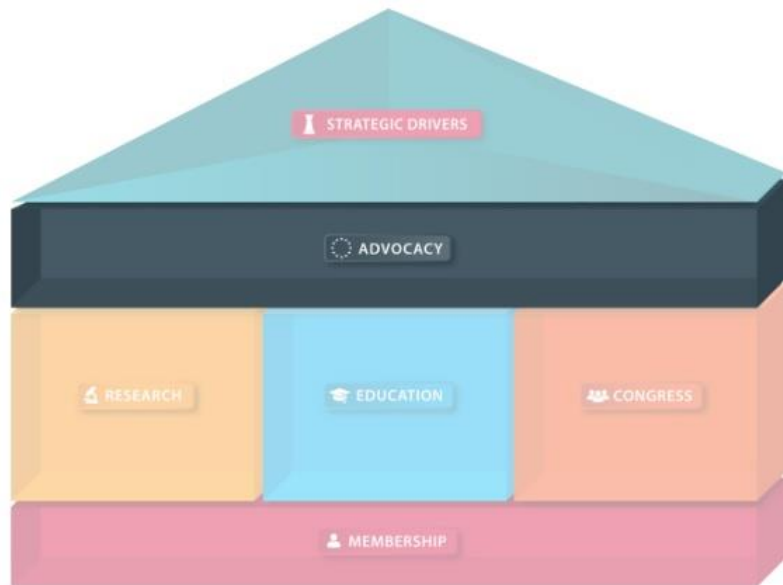 STRATEGIC DRIVERS
ADVOCACY
RESEARCH
EDUCATION
CONGRESS
MEMBERSHIP